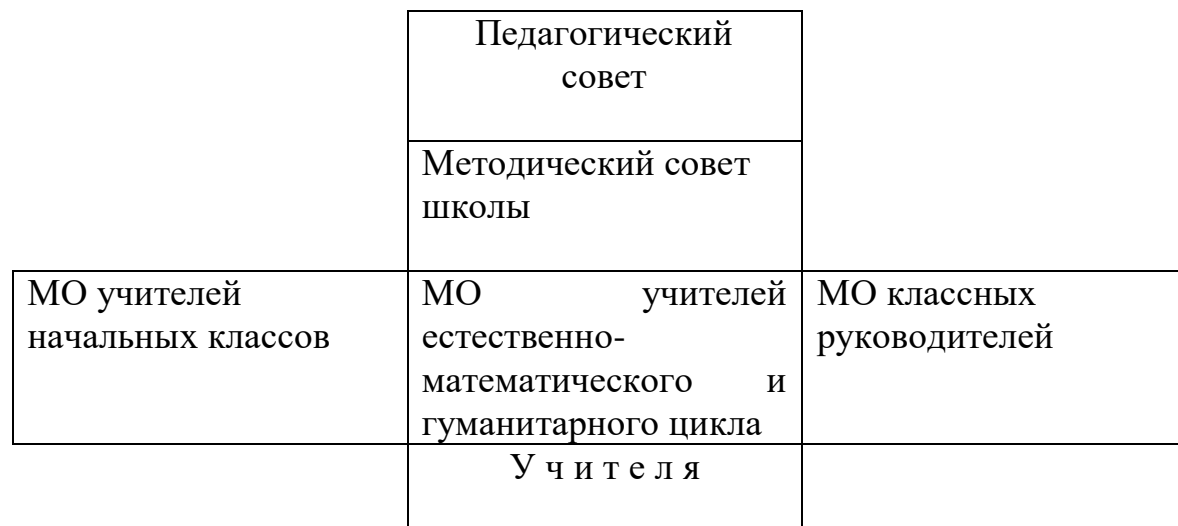 Педагогический
совет
Методический совет
школы
МО учителей
начальных классов
МО учителей
естественно-
математического и
гуманитарного цикла
МО классных
руководителей
У ч и т е л я